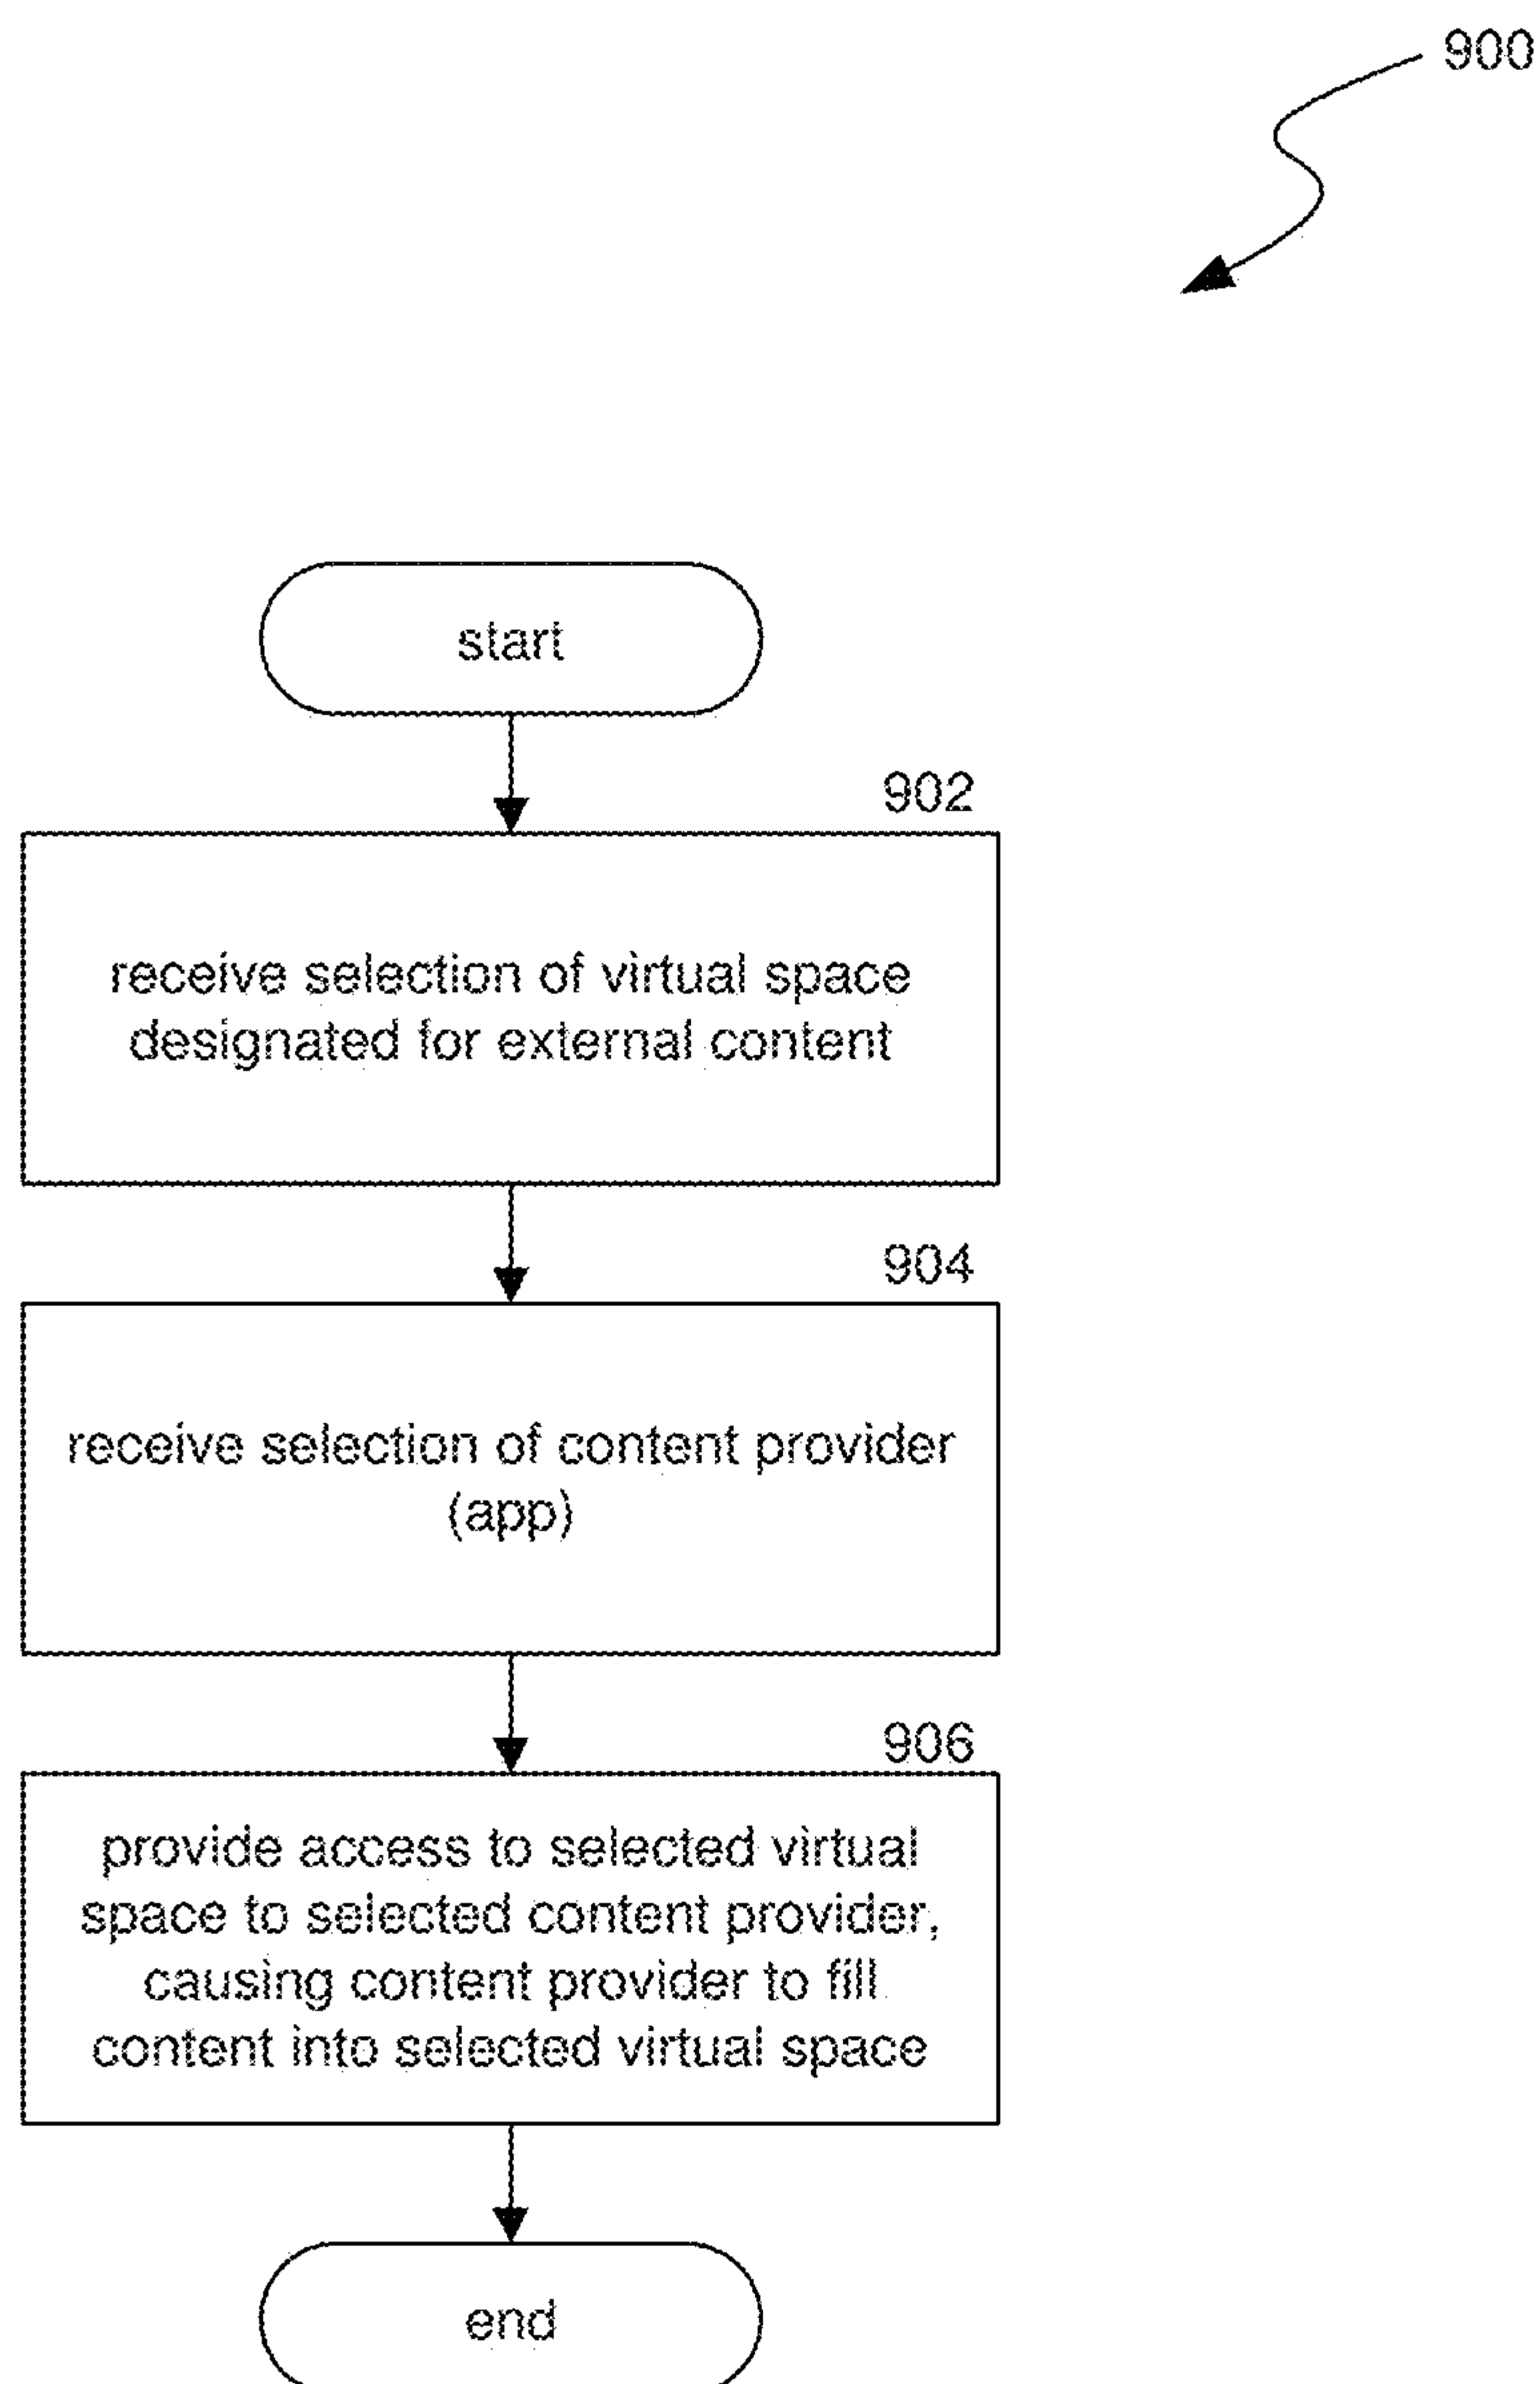 900
start
902
receive selection of virtual space
designated for external content
904
receive selection of content provider
(app)
906
provide access to selected virtual
space to selected content provider,
causing content provider to fill
content into selected virtual space
end